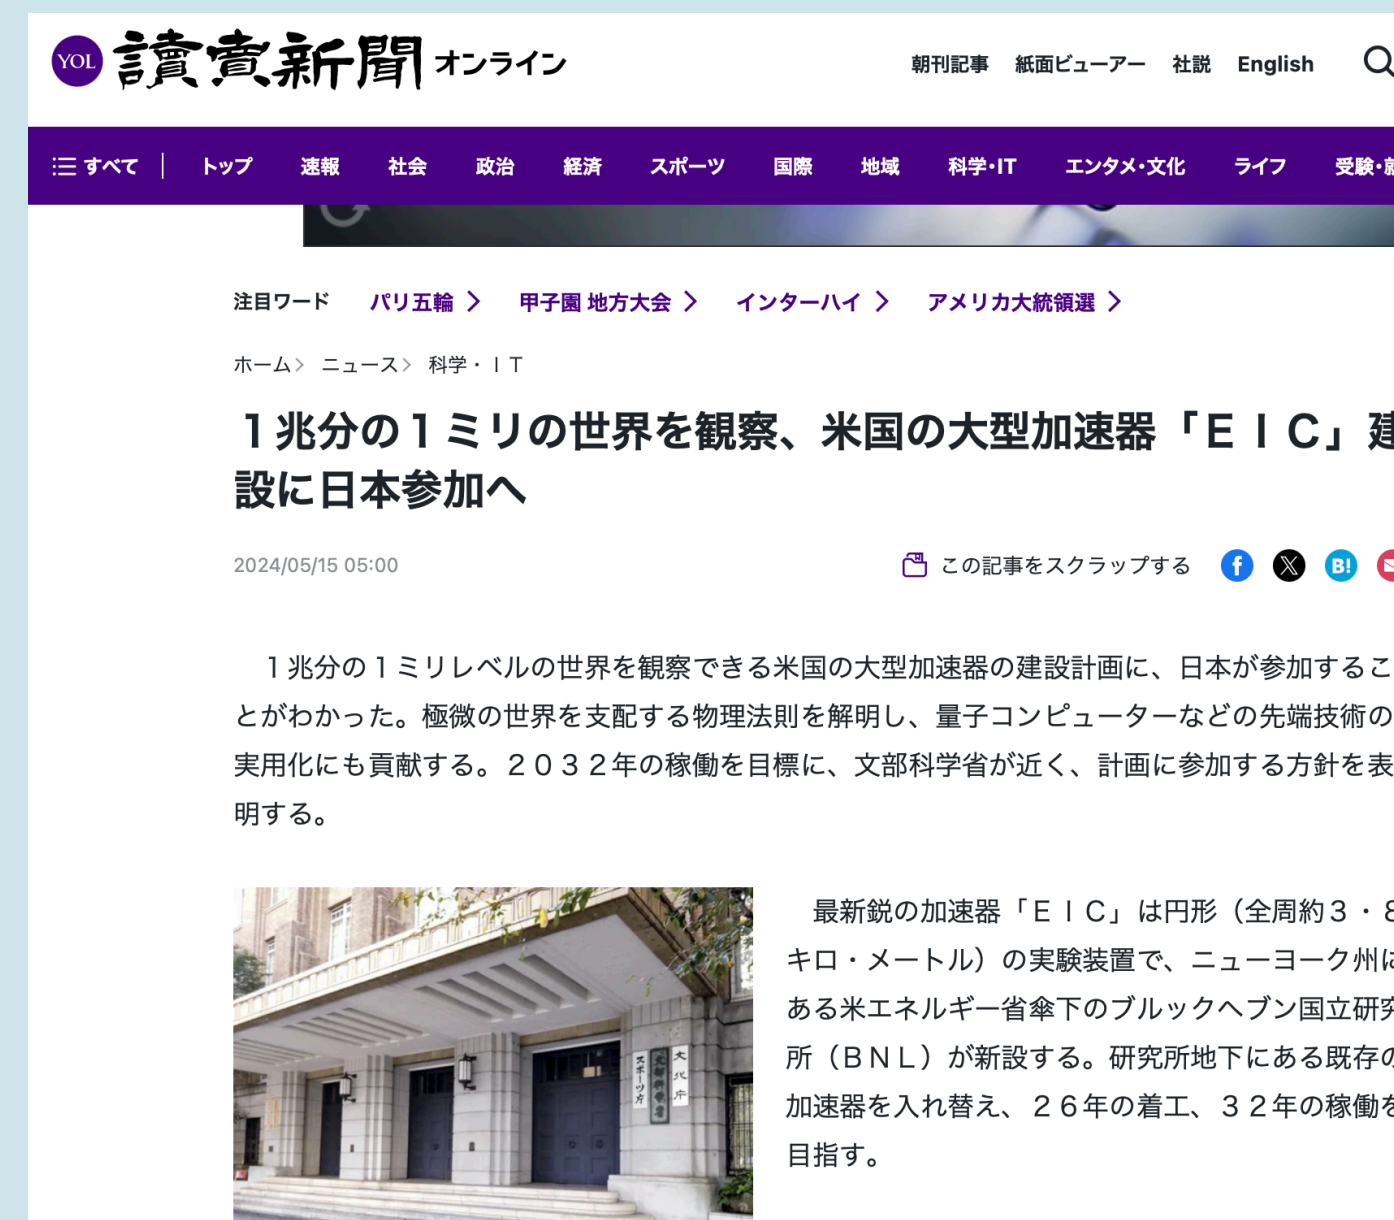 YOL 讀賣新聞 オンライン
朝刊記事 紙面ビューアー 社説 English
すべて トップ 速報 社会 政治 経済 スポーツ 国際 地域 科学・IT エンタメ・文化 ライフ 受験・
注目ワード パリ五輪 甲子園 地方大会 インターハイ アメリカ大統領選
ホーム ニュース 科学・ＩＴ
１兆分の１ミリの世界を観察、米国の大型加速器「ＥＩＣ」建
設に日本参加へ
2024/05/15 05:00
この記事をスクラップする f X B!
１兆分の１ミリレベルの世界を観察できる米国の大型加速器の建設計画に、日本が参加するこ
とがわかった。極微の世界を支配する物理法則を解明し、量子コンピューターなどの先端技術の
実用化にも貢献する。２０３２年の稼働を目標に、文部科学省が近く、計画に参加する方針を表
明する。
最新鋭の加速器「ＥＩＣ」は円形（全周約３・８
キロ・メートル）の実験装置で、ニューヨーク州に
ある米エネルギー省傘下のブルックヘブン国立研究
所（ＢＮＬ）が新設する。研究所地下にある既存の
加速器を入れ替え、２６年の着工、３２年の稼働を
目指す。
文化庁
文部科学省
スポーツ庁